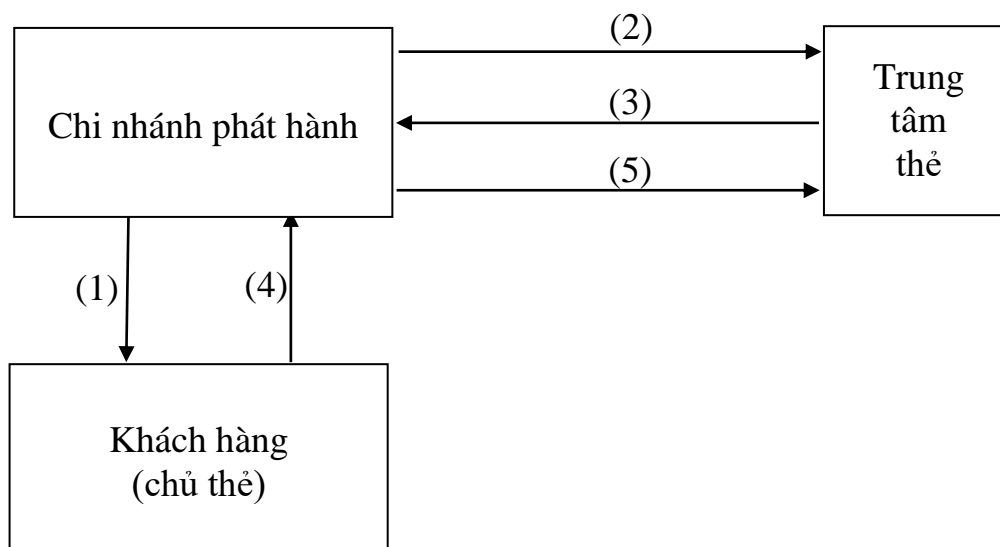 (2)
Chi nhánh phát hành
(3)
Trung
tâm
thẻ
(5)
(1)
(4)
Khách hàng
(chủ thẻ)